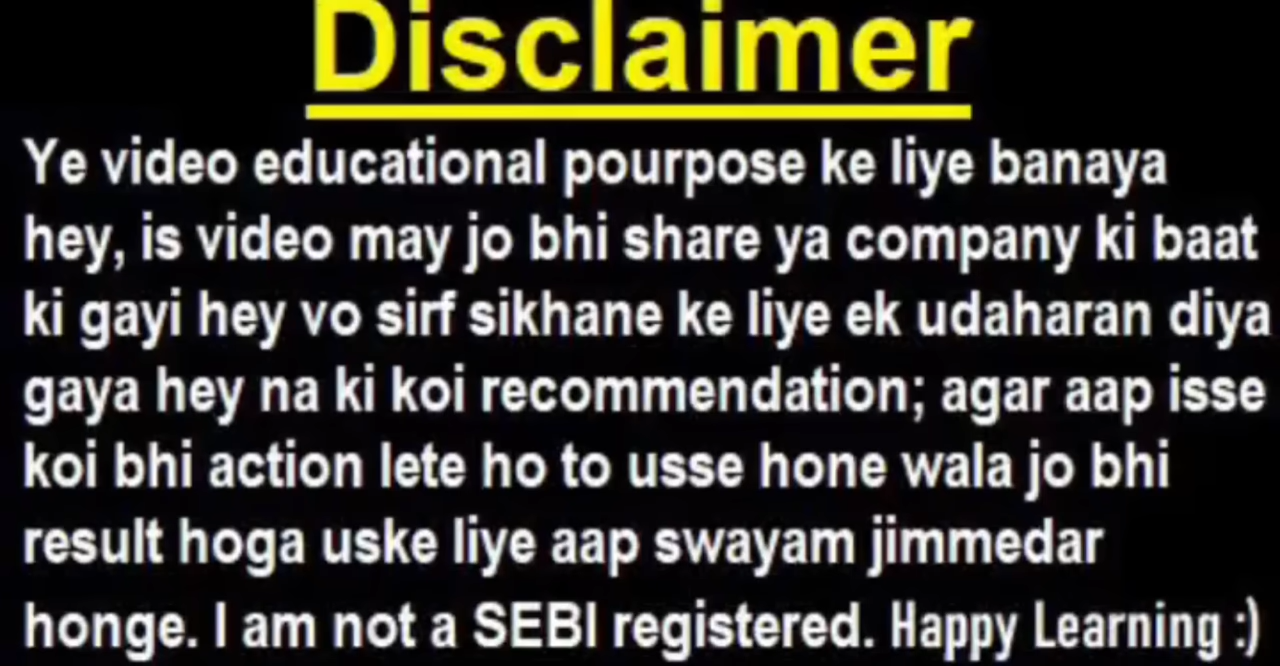 Disclaimer
Ye video educational pourpose ke liye banaya
hey, is video may jo bhi share ya company ki baat
ki gayi hey vo sirf sikhane ke liye ek udaharan diya
gaya hey na ki koi recommendation; agar aap isse
koi bhi action lete ho to usse hone wala jo bhi
result hoga uske liye aap swayam jimmedar
honge. I am not a SEBI registered. Happy Learning :)